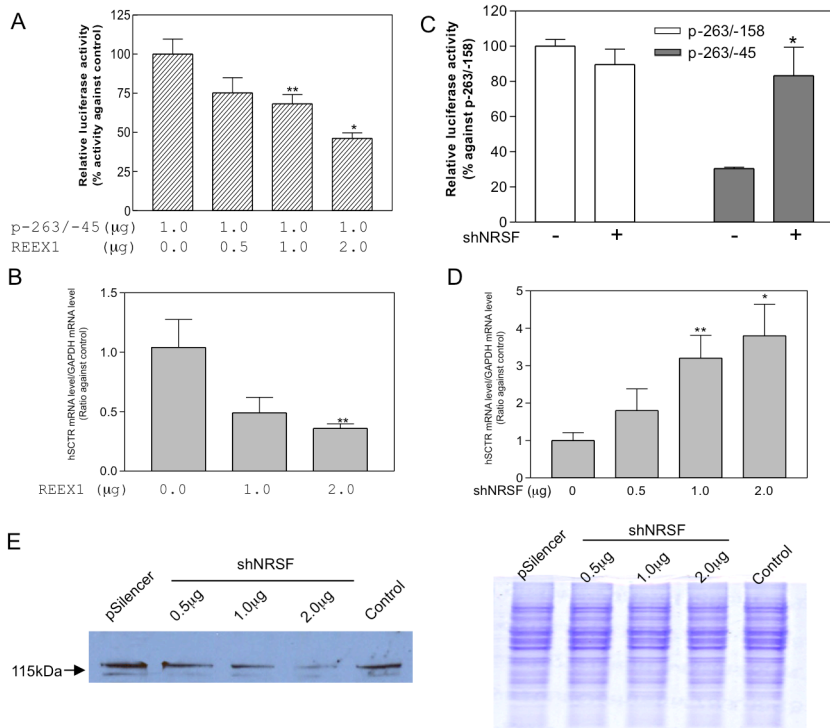 A
Relative luciferase activity
(% activity against control)
125
100
75
50
25
0
**
*
p-263/-45(μg) 1.0 1.0 1.0 1.0
REEX1 (μg) 0.0 0.5 1.0 2.0
B
hSCTR mRNA level/GAPDH mRNA level
(Ratio against control)
1.5
1.0
0.5
0.0
**
REEX1 (μg) 0.0 1.0 2.0
C
Relative luciferase activity
(% against p-263/-158)
120
100
80
60
40
20
0
p-263/-158
p-263/-45
*
shNRSF - + - +
D
hSCTR mRNA level/GAPDH mRNA level
(Ratio against control)
6
5
4
3
2
1
0
**
*
shNRSF (μg) 0 0.5 1.0 2.0
E
shNRSF
pSilencer 0.5μg 1.0μg 2.0μg Control
115kDa
shNRSF
pSilencer 0.5μg 1.0μg 2.0μg Control